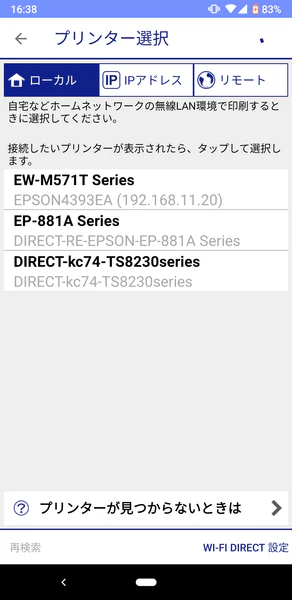 16:38
83%
プリンター選択
ローカル
IP IPアドレス
リモート
自宅などホームネットワークの無線LAN環境で印刷すると
きに選択してください。
接続したいプリンターが表示されたら、タップして選択し
ます。
EW-M571T Series
EPSON4393EA (192.168.11.20)
EP-881A Series
DIRECT-RE-EPSON-EP-881A Series
DIRECT-kc74-TS8230series
DIRECT-kc74-TS8230series
? プリンターが見つからないときは
再検索
WI-FI DIRECT 設定